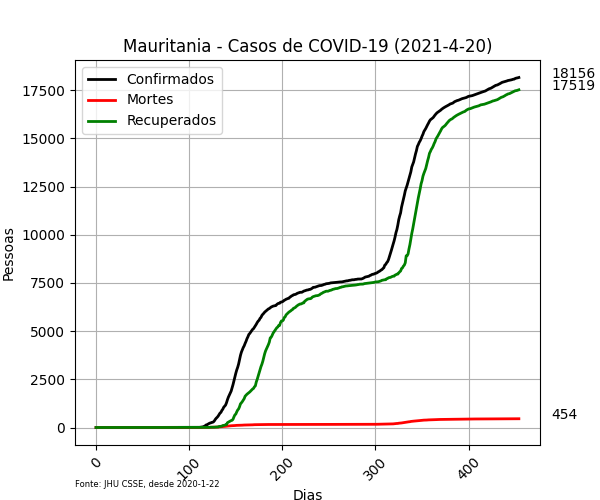 Mauritania - Casos de COVID-19 (2021-4-20)
Confirmados
Mortes
Recuperados
18156
17519
454
17500
15000
12500
10000
7500
5000
2500
0
Pessoas
0
100
200
300
400
Dias
Fonte: JHU CSSE, desde 2020-1-22